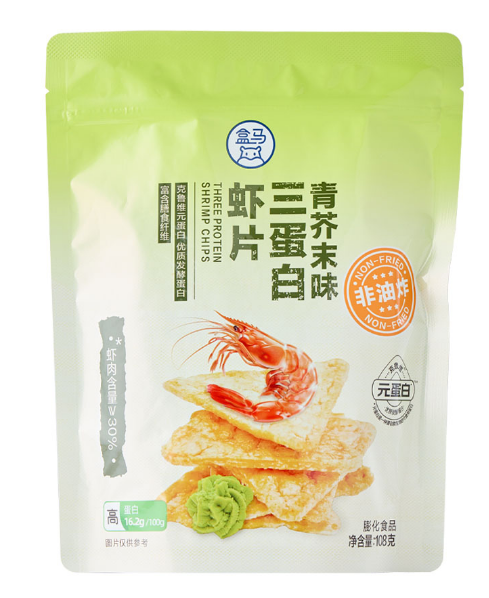 盒马
青芥末味
三蛋白
虾片
THREE PROTEIN
SHRIMP CHIPS
克鲁维元蛋白 优质发酵蛋白
富含膳食纤维
NON-FRIED
非油炸
NON-FRIED
元蛋白
*
虾肉含量≥30%
高
蛋白
16.2g/100g
图片仅供参考
膨化食品
净含量:108克